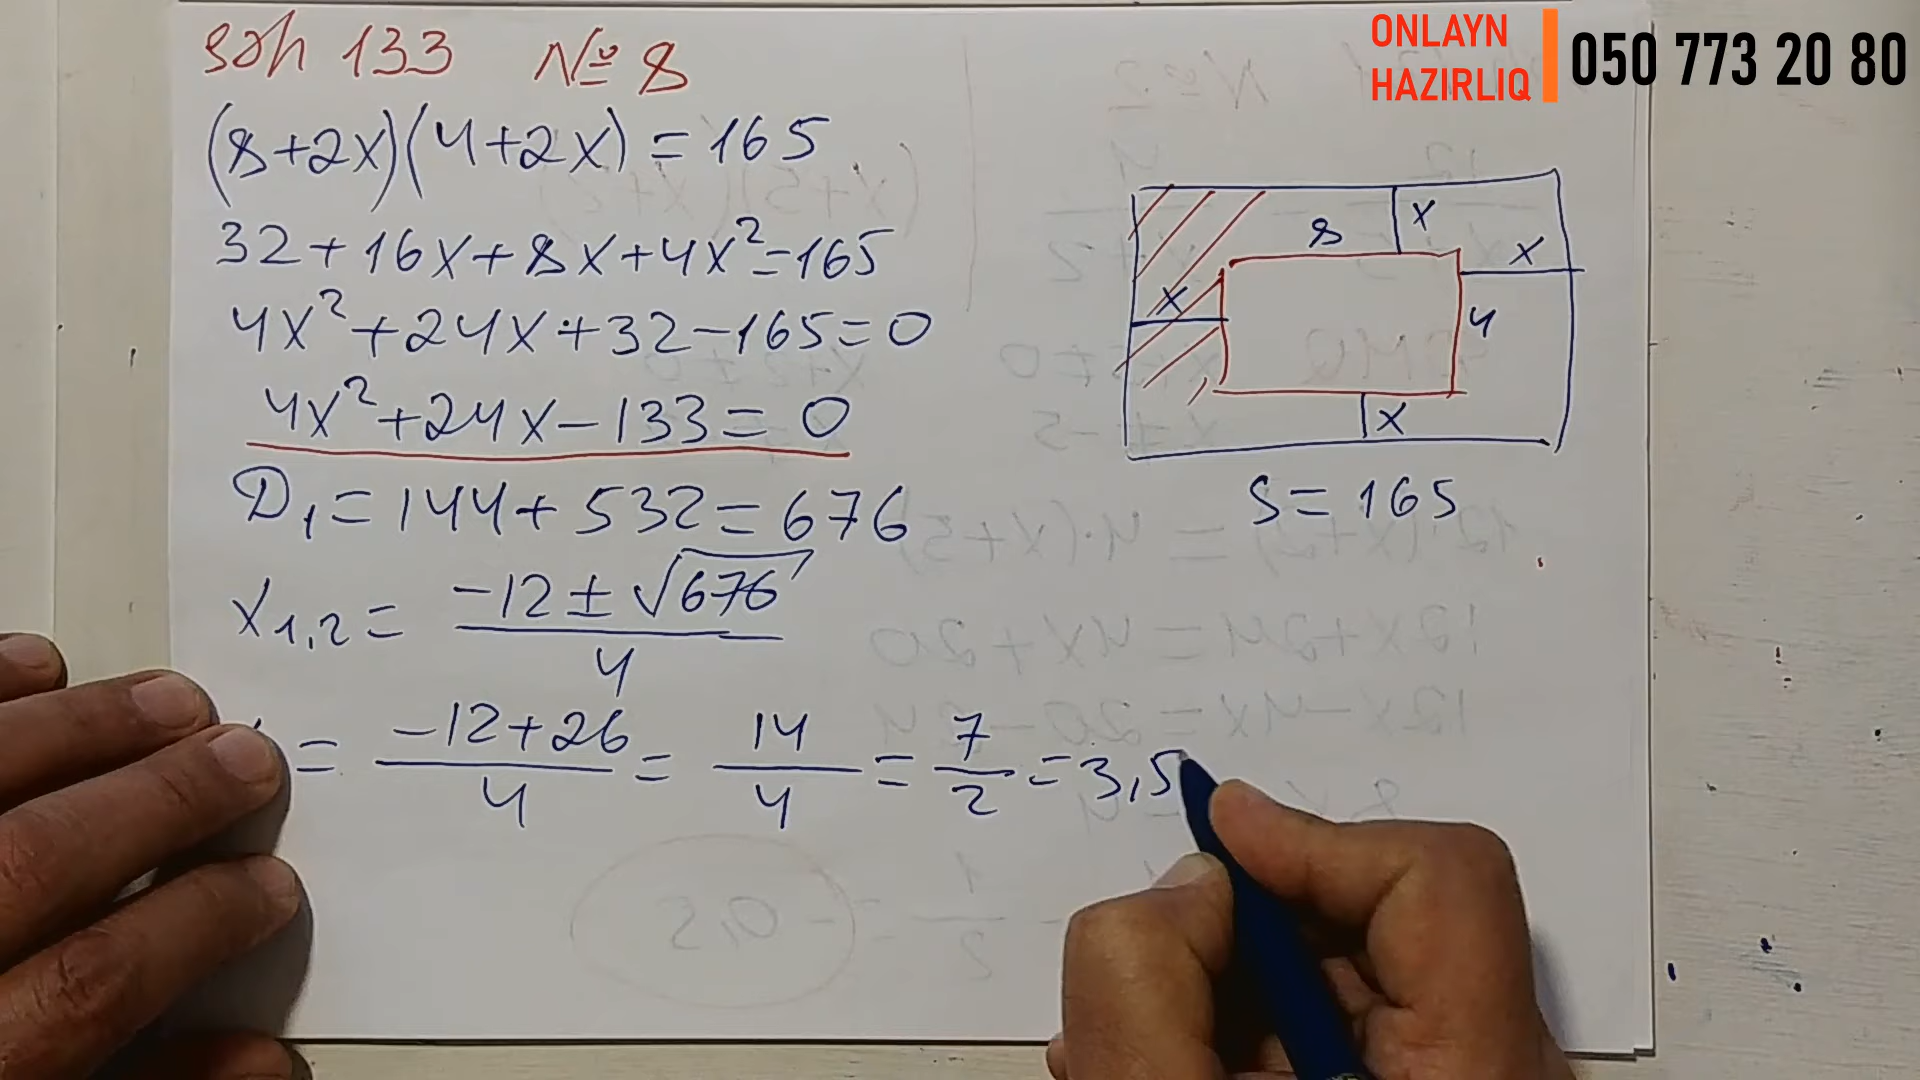 səh 133 № 8
(8+2x)(4+2x)=165
32+16x+8x+4x²=165
4x²+24x+32-165=0
4x²+24x-133=0
D₁=144+532=676
x₁,₂= (-12±√676)/4
= (-12+26)/4 = 14/4 = 7/2 = 3,5
ONLAYN
HAZIRLIQ
050 773 20 80
8
x
x
x
4
x
S=165